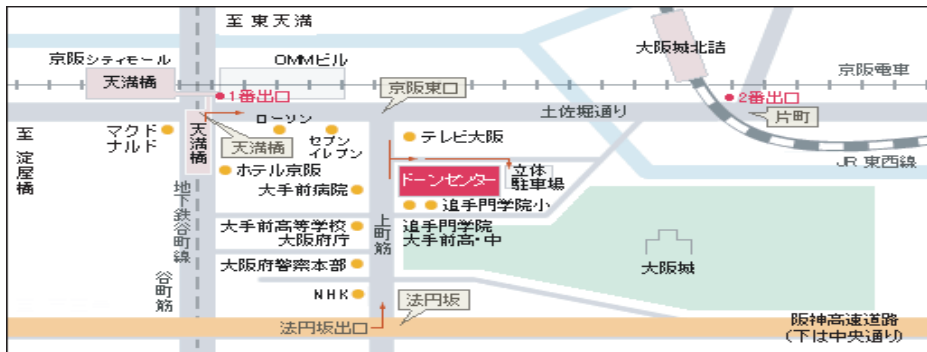 至 東天満
京阪シティモール
OMMビル
大阪城北詰
天満橋
京阪電車
1番出口
京阪東口
2番出口
土佐堀通り
片町
至 淀屋橋
マクド
ナルド
天満橋
ローソン
天満橋
セブン
イレブン
テレビ大阪
JR 東西線
ホテル京阪
ドーンセンター
立体
駐車場
大手前病院
地下鉄谷町線
追手門学院小
大手前高等学校
大阪府庁
上町筋
追手門学院
大手前高・中
大阪府警察本部
大阪城
谷町筋
NHK
法円坂
法円坂出口
阪神高速道路
(下は中央通り)